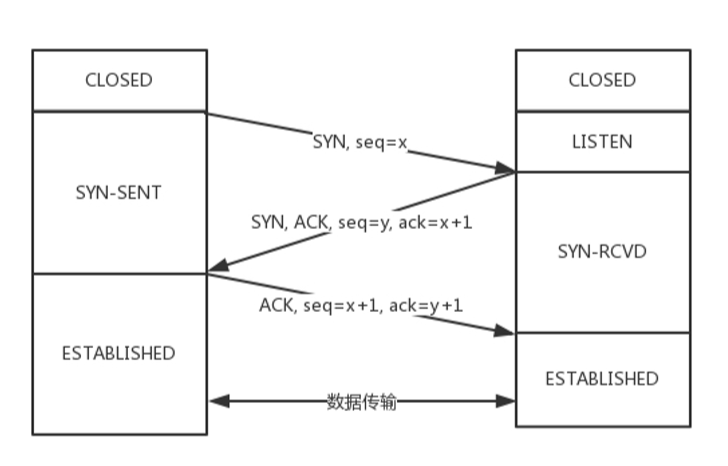 CLOSED
CLOSED
SYN, seq=x
LISTEN
SYN-SENT
SYN, ACK, seq=y, ack=x+1
SYN-RCVD
ACK, seq=x+1, ack=y+1
ESTABLISHED
ESTABLISHED
数据传输